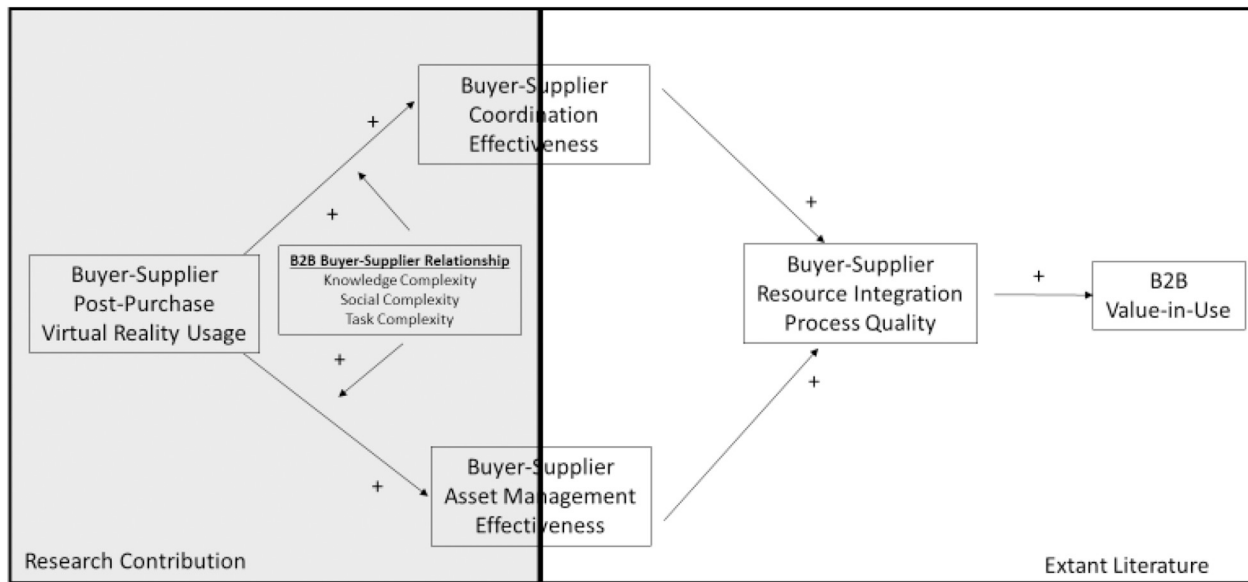 Buyer-Supplier
Coordination
Effectiveness
+
+
B2B Buyer-Supplier Relationship
Knowledge Complexity
Social Complexity
Task Complexity
+
Buyer-Supplier
Post-Purchase
Virtual Reality Usage
+
Buyer-Supplier
Asset Management
Effectiveness
+
Buyer-Supplier
Resource Integration
Process Quality
+
+
B2B
Value-in-Use
Research Contribution
Extant Literature